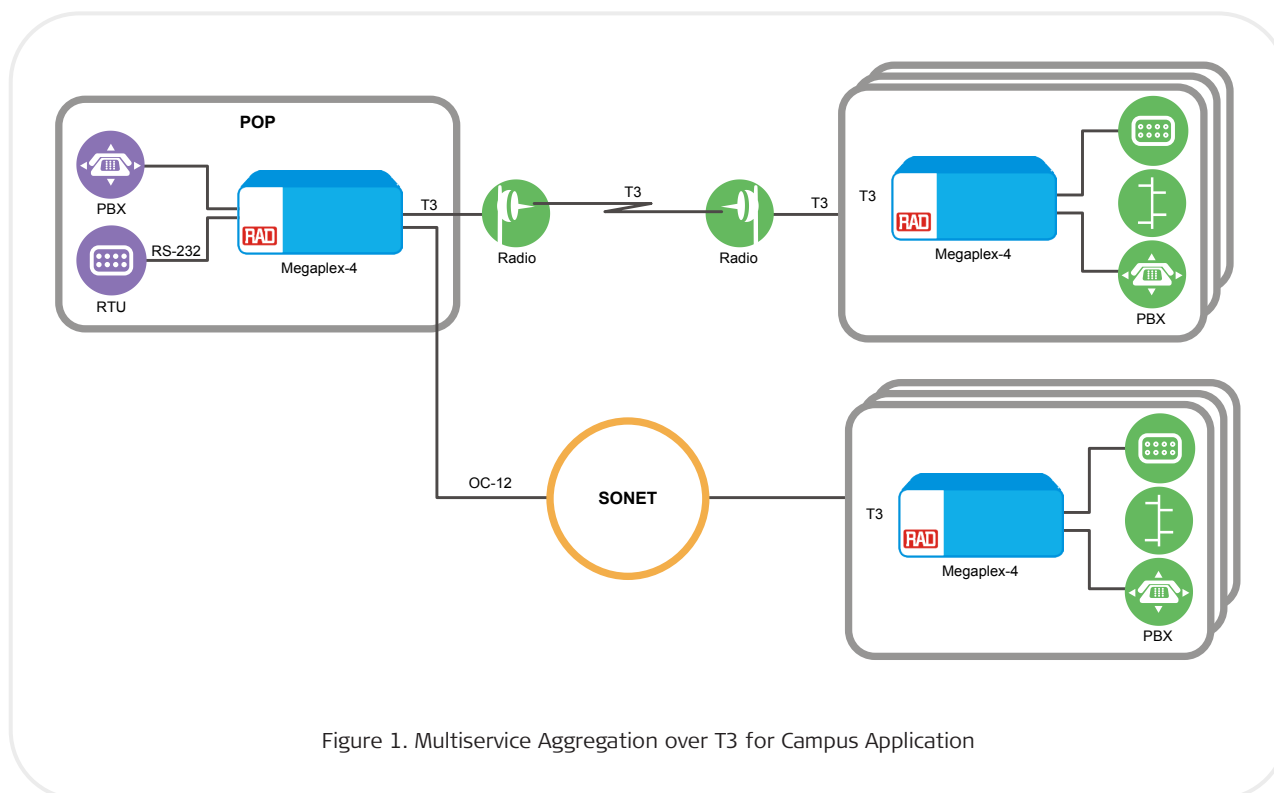 POP
PBX
RS-232
RTU
RAD
Megaplex-4
T3
Radio
T3
Radio
T3
T3
RAD
Megaplex-4
PBX
OC-12
SONET
T3
RAD
Megaplex-4
PBX
Figure 1. Multiservice Aggregation over T3 for Campus Application